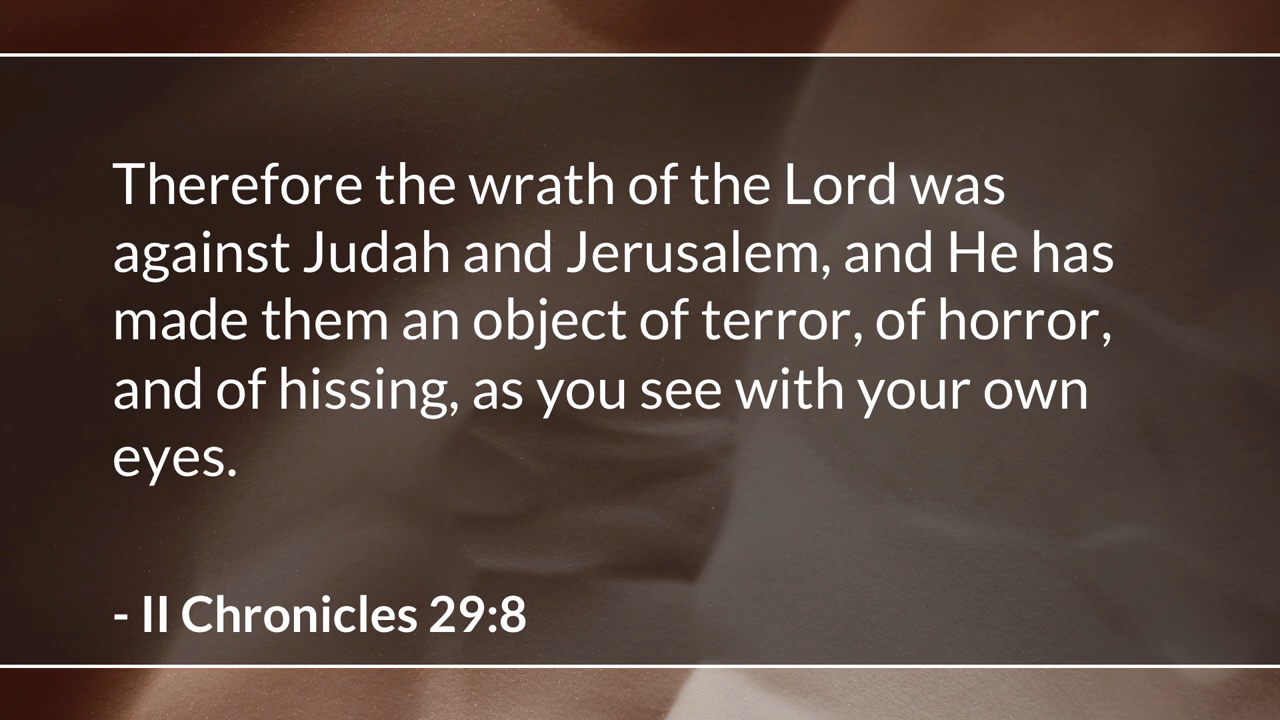 Therefore the wrath of the Lord was
against Judah and Jerusalem, and He has
made them an object of terror, of horror,
and of hissing, as you see with your own
eyes.
- II Chronicles 29:8